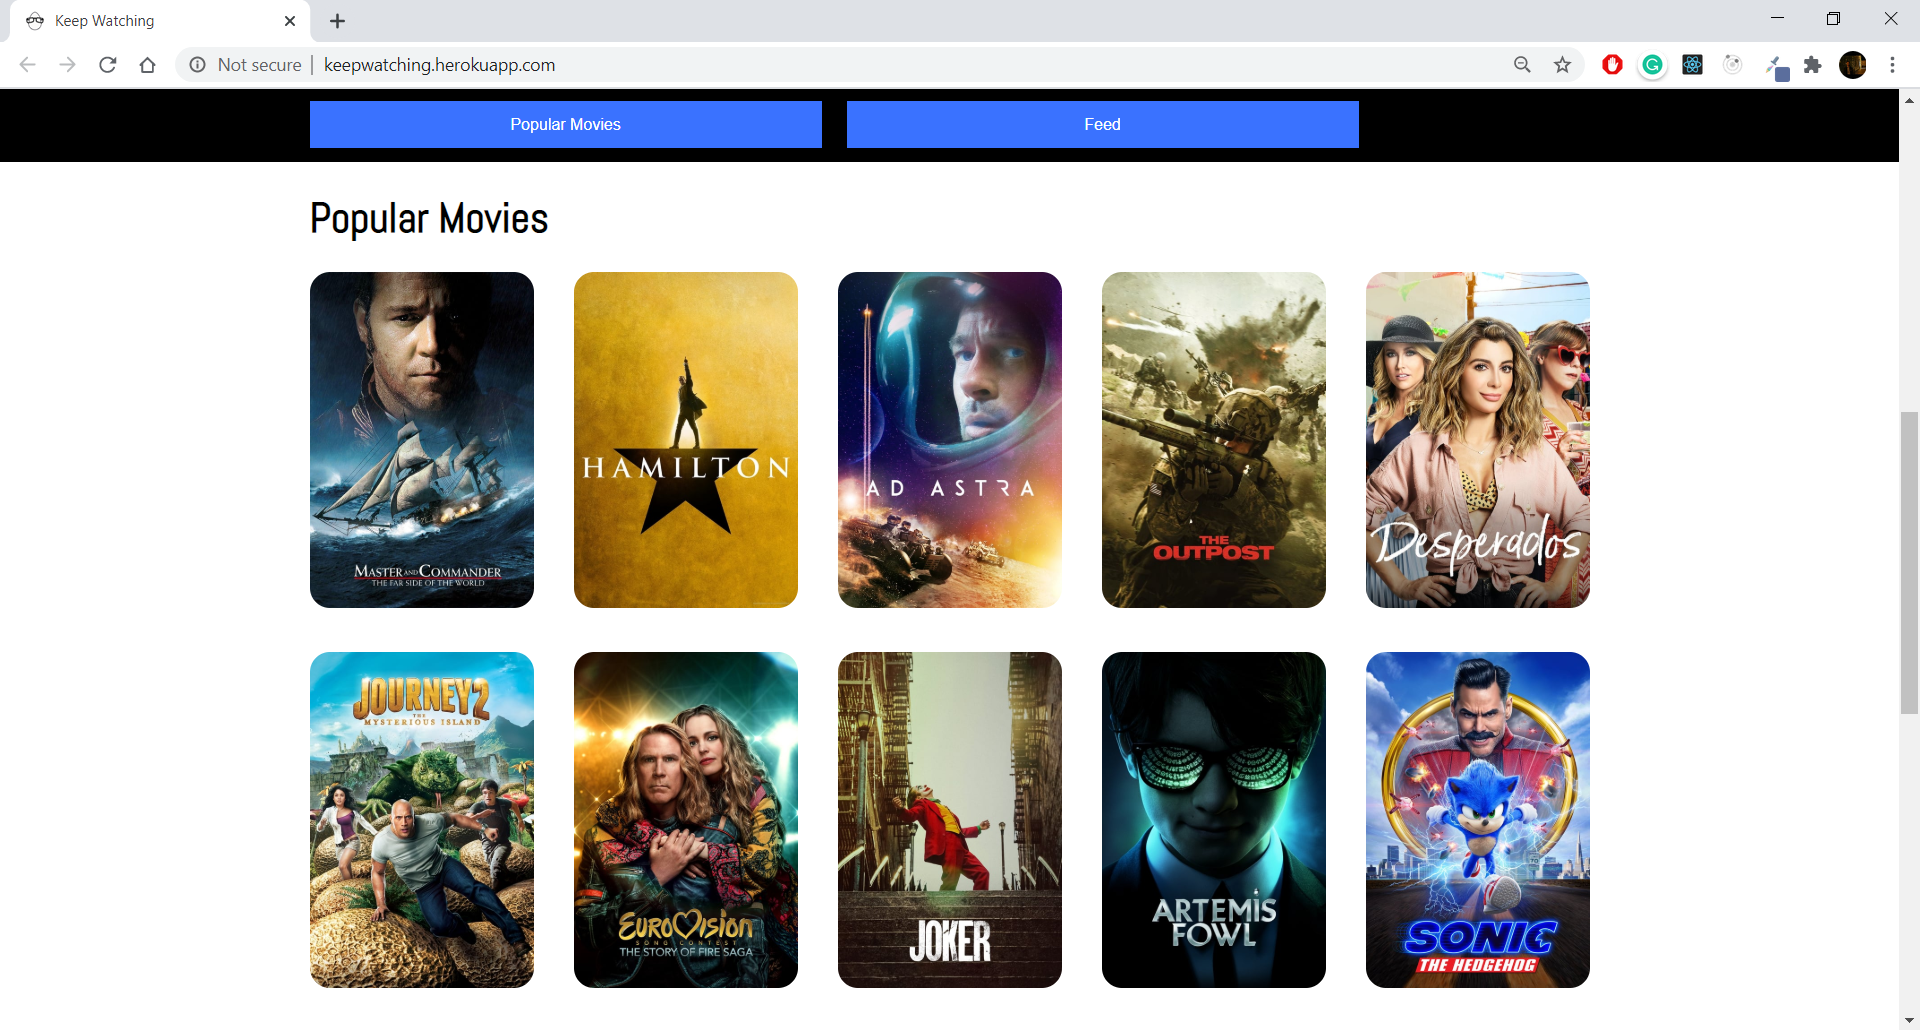 Keep Watching
Not secure | keepwatching.herokuapp.com
Popular Movies
Feed
Popular Movies
MASTER AND COMMANDER
THE FAR SIDE OF THE WORLD
HAMILTON
AD ASTRA
THE
OUTPOST
Desperados
JOURNEY 2
THE
MYSTERIOUS ISLAND
EUROVISION
SONG CONTEST
THE STORY OF FIRE SAGA
JOKER
ARTEMIS
FOWL
SONIC
THE HEDGEHOG